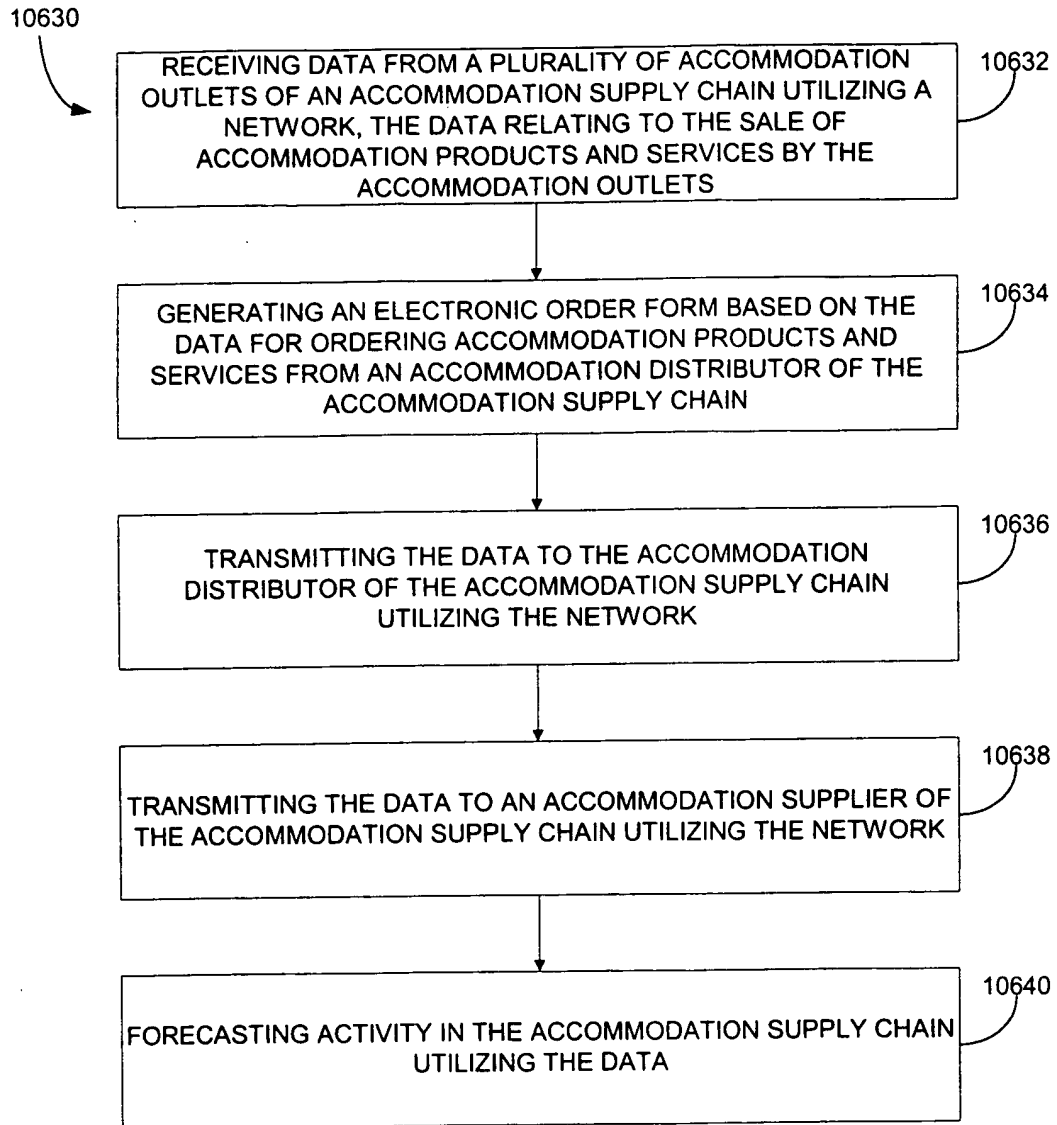 10630
RECEIVING DATA FROM A PLURALITY OF ACCOMMODATION
OUTLETS OF AN ACCOMMODATION SUPPLY CHAIN UTILIZING A
NETWORK, THE DATA RELATING TO THE SALE OF
ACCOMMODATION PRODUCTS AND SERVICES BY THE
ACCOMMODATION OUTLETS
10632
GENERATING AN ELECTRONIC ORDER FORM BASED ON THE
DATA FOR ORDERING ACCOMMODATION PRODUCTS AND
SERVICES FROM AN ACCOMMODATION DISTRIBUTOR OF THE
ACCOMMODATION SUPPLY CHAIN
10634
TRANSMITTING THE DATA TO THE ACCOMMODATION
DISTRIBUTOR OF THE ACCOMMODATION SUPPLY CHAIN
UTILIZING THE NETWORK
10636
TRANSMITTING THE DATA TO AN ACCOMMODATION SUPPLIER OF
THE ACCOMMODATION SUPPLY CHAIN UTILIZING THE NETWORK
10638
FORECASTING ACTIVITY IN THE ACCOMMODATION SUPPLY CHAIN
UTILIZING THE DATA
10640